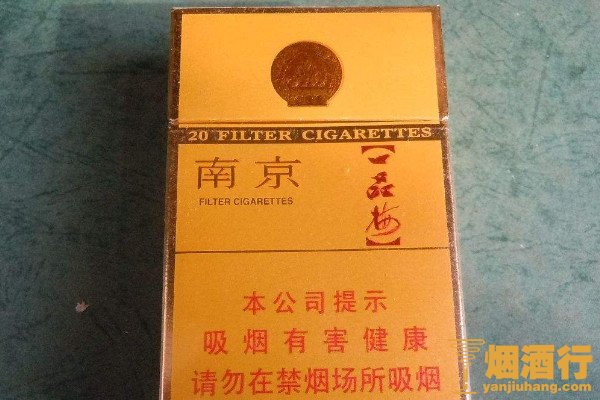 20 FILTER CIGARETTES
南京
FILTER CIGARETTES
【一品梅】
本公司提示
吸烟有害健康
请勿在禁烟场所吸烟
烟酒行
yanjiuhang.com